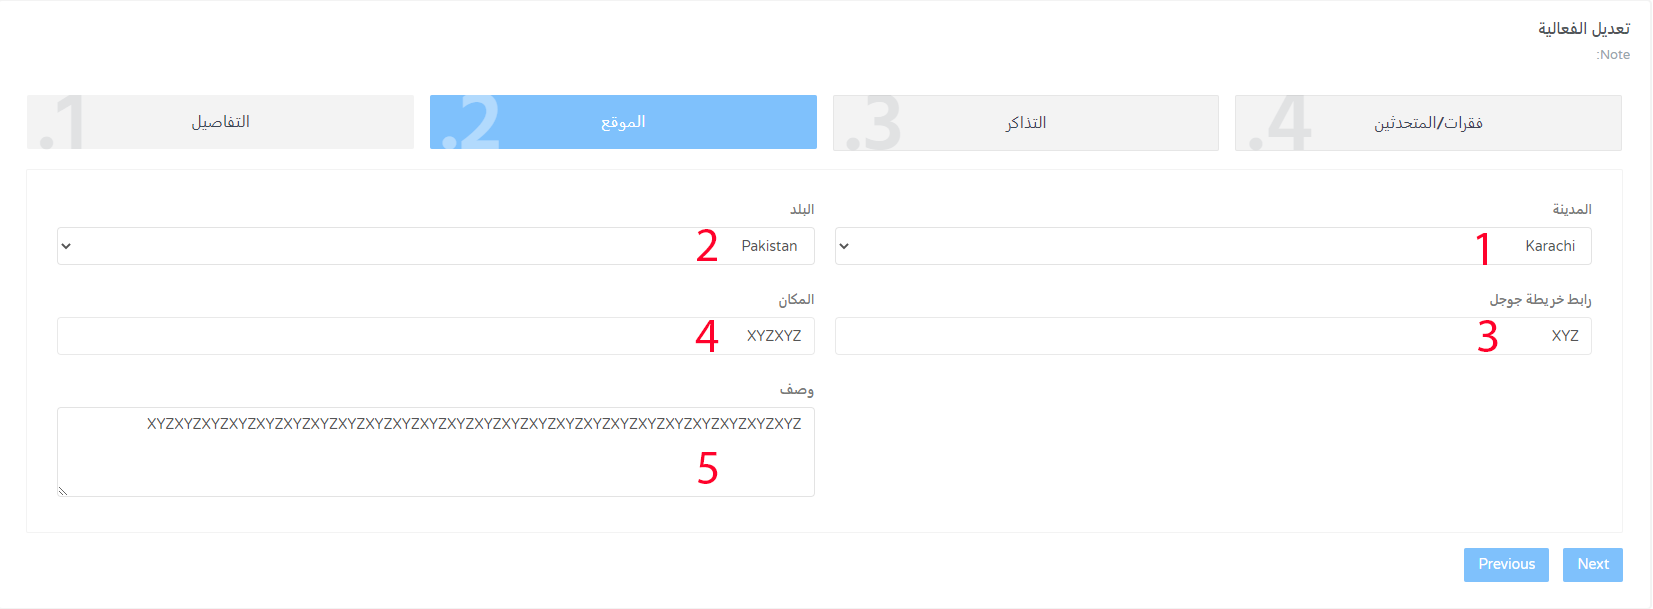 تعديل الفعالية
Note:
1. التفاصيل
2. الموقع
3. التذاكر
4. فقرات/المتحدثين
المدينة
Karachi 1
البلد
Pakistan 2
رابط خريطة جوجل
XYZ 3
المكان
XYZXYZ 4
وصف
XYZXYZXYZXYZXYZXYZXYZXYZXYZXYZXYZXYZXYZXYZXYZXYZXYZXYZXYZXYZXYZXYZXYZXYZ
5
Previous
Next